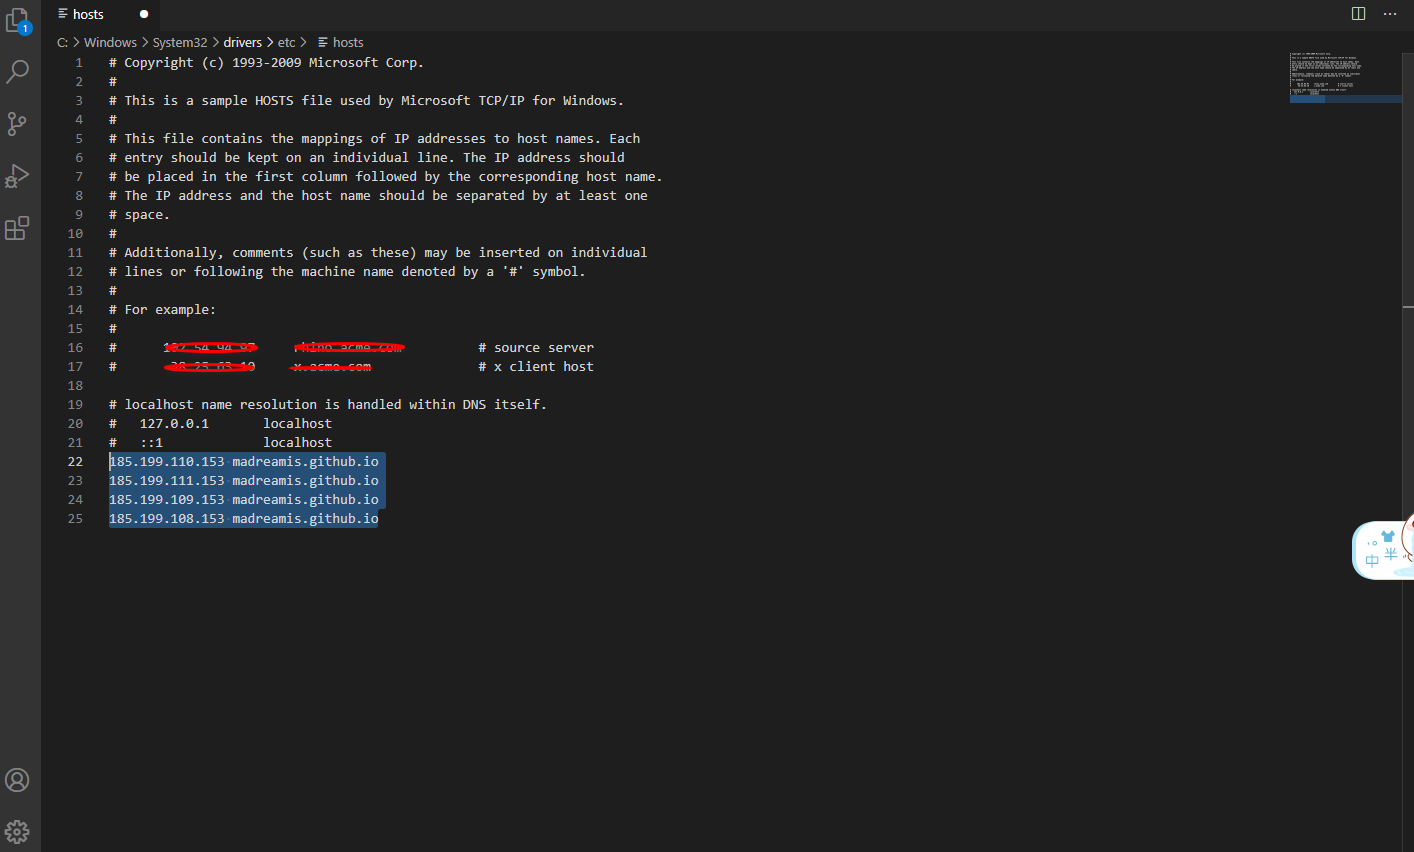 hosts
1
C: > Windows > System32 > drivers > etc > hosts
1 # Copyright (c) 1993-2009 Microsoft Corp.
2 #
3 # This is a sample HOSTS file used by Microsoft TCP/IP for Windows.
4 #
5 # This file contains the mappings of IP addresses to host names. Each
6 # entry should be kept on an individual line. The IP address should
7 # be placed in the first column followed by the corresponding host name.
8 # The IP address and the host name should be separated by at least one
9 # space.
10 #
11 # Additionally, comments (such as these) may be inserted on individual
12 # lines or following the machine name denoted by a '#' symbol.
13 #
14 # For example:
15 #
16 # # source server
17 # # x client host
18
19 # localhost name resolution is handled within DNS itself.
20 # 127.0.0.1 localhost
21 # ::1 localhost
22 185.199.110.153 madreamis.github.io
23 185.199.111.153 madreamis.github.io
24 185.199.109.153 madreamis.github.io
25 185.199.108.153 madreamis.github.io
中 半